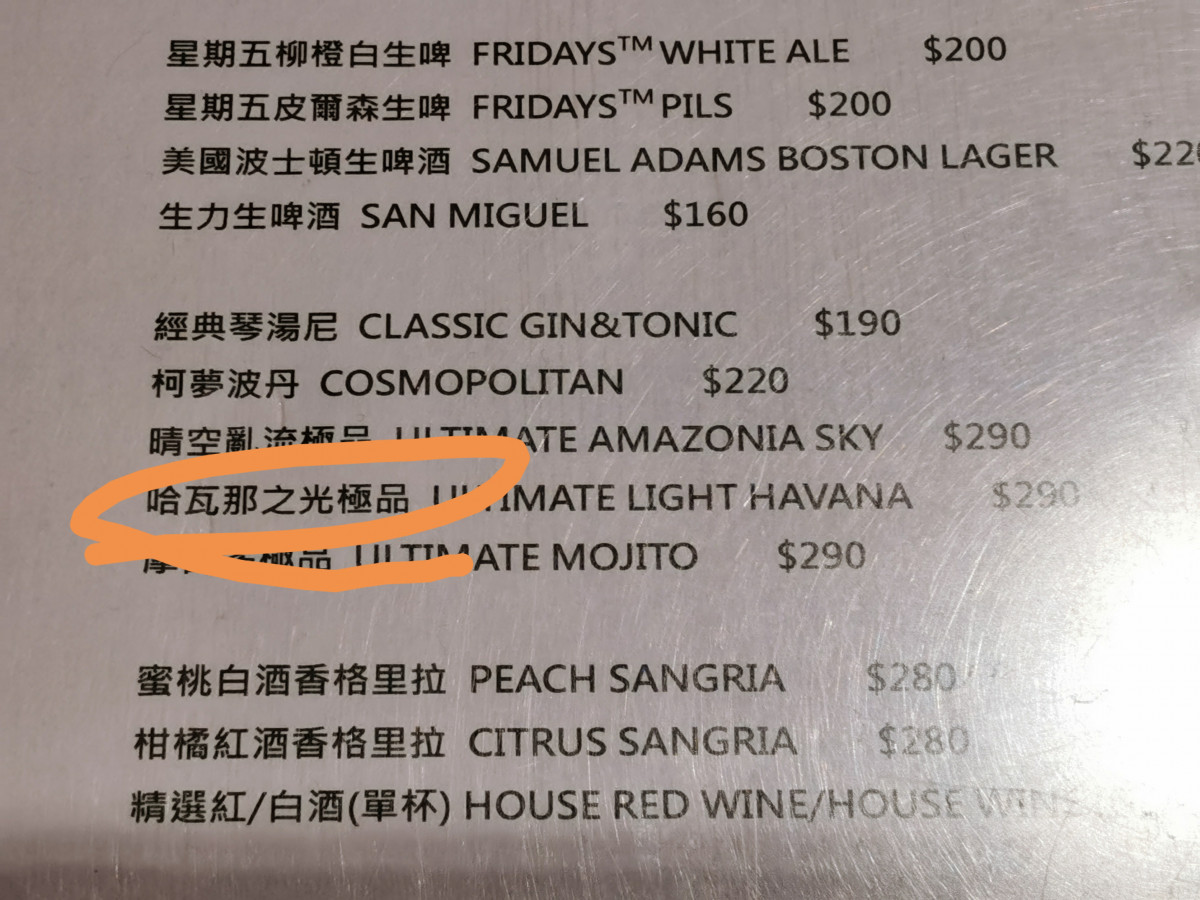 星期五柳橙白生啤 FRIDAYS™ WHITE ALE $200
星期五皮爾森生啤 FRIDAYS™ PILS $200
美國波士頓生啤酒 SAMUEL ADAMS BOSTON LAGER $220
生力生啤酒 SAN MIGUEL $160
經典琴湯尼 CLASSIC GIN&TONIC $190
柯夢波丹 COSMOPOLITAN $220
晴空亂流極品 ULTIMATE AMAZONIA SKY $290
哈瓦那之光極品 ULTIMATE LIGHT HAVANA $290
極品 ULTIMATE MOJITO $290
蜜桃白酒香格里拉 PEACH SANGRIA $280
柑橘紅酒香格里拉 CITRUS SANGRIA $280
精選紅/白酒(單杯) HOUSE RED WINE/HOUSE WINE